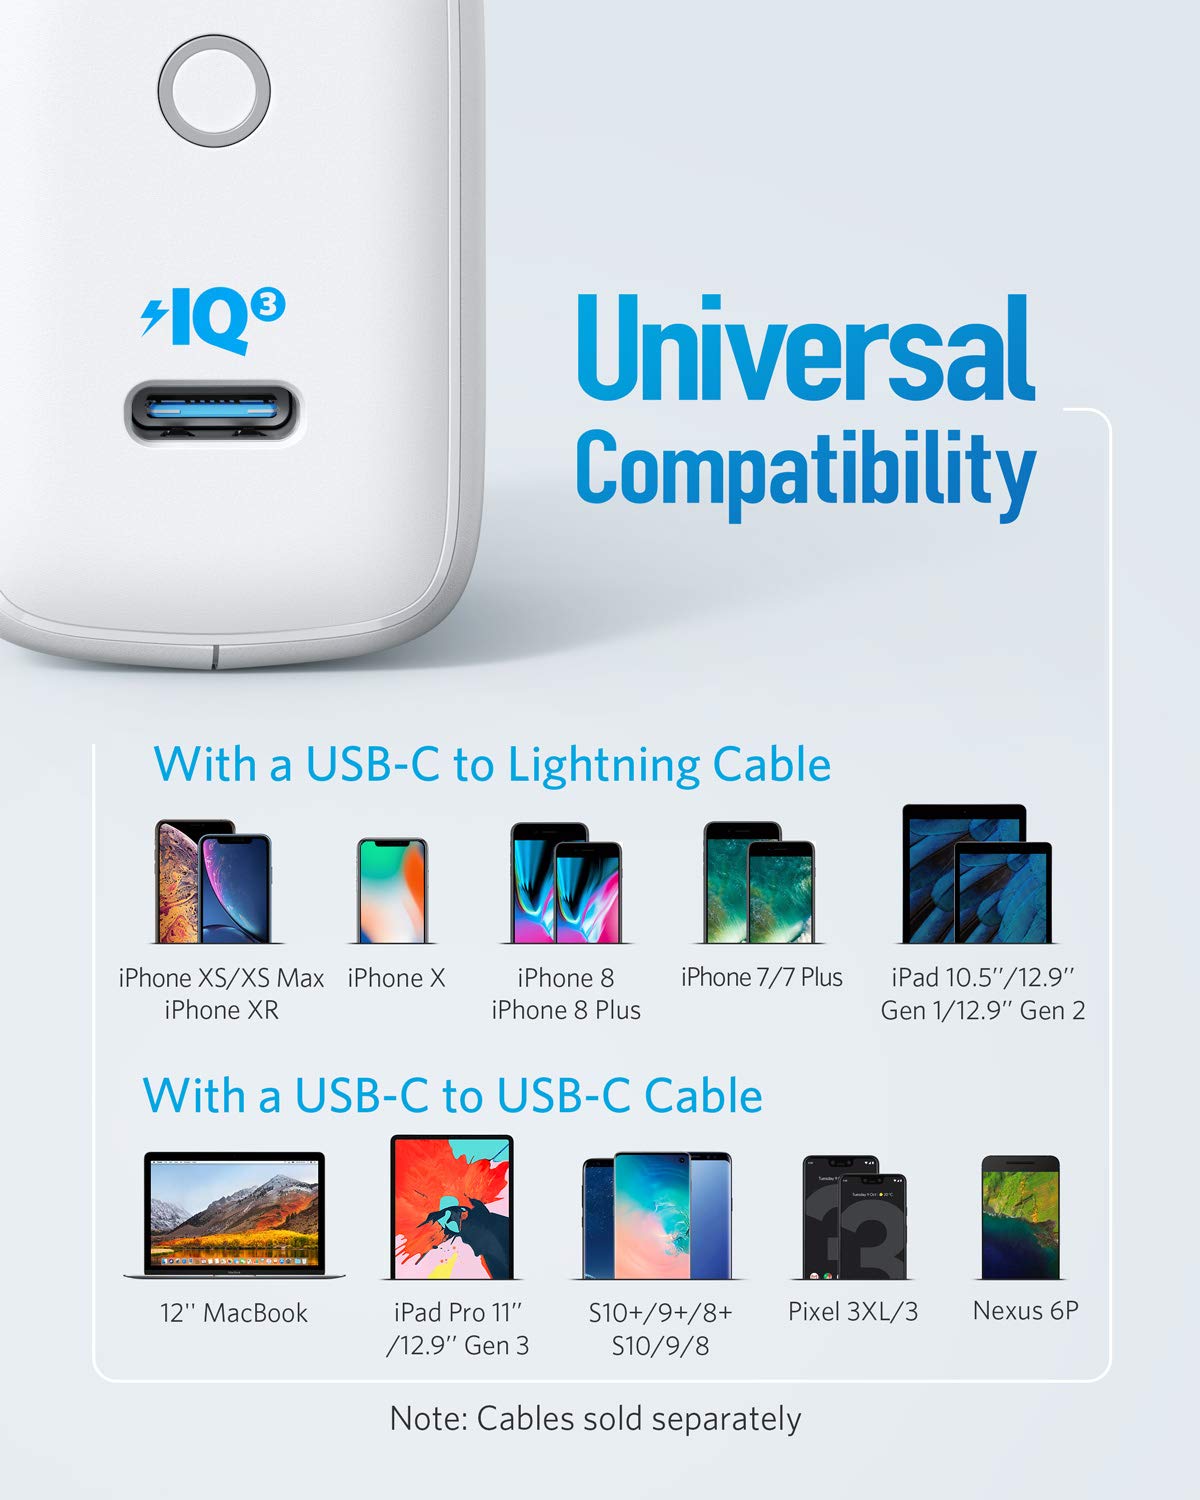 IQ³
Universal
Compatibility
With a USB-C to Lightning Cable
iPhone XS/XS Max
iPhone XR
iPhone X
iPhone 8
iPhone 8 Plus
iPhone 7/7 Plus
iPad 10.5’’/12.9’’
Gen 1/12.9’’ Gen 2
With a USB-C to USB-C Cable
12'' MacBook
iPad Pro 11’’
/12.9’’ Gen 3
S10+/9+/8+
S10/9/8
Pixel 3XL/3
Nexus 6P
Note: Cables sold separately